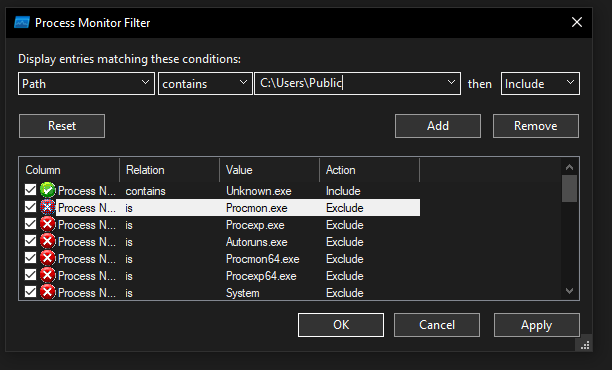 Process Monitor Filter
Display entries matching these conditions:
Path contains C:\Users\Public then Include
Reset Add Remove
Column Relation Value Action
Process N... contains Unknown.exe Include
Process N... is Procmon.exe Exclude
Process N... is Procexp.exe Exclude
Process N... is Autoruns.exe Exclude
Process N... is Procmon64.exe Exclude
Process N... is Procexp64.exe Exclude
Process N... is System Exclude
OK Cancel Apply